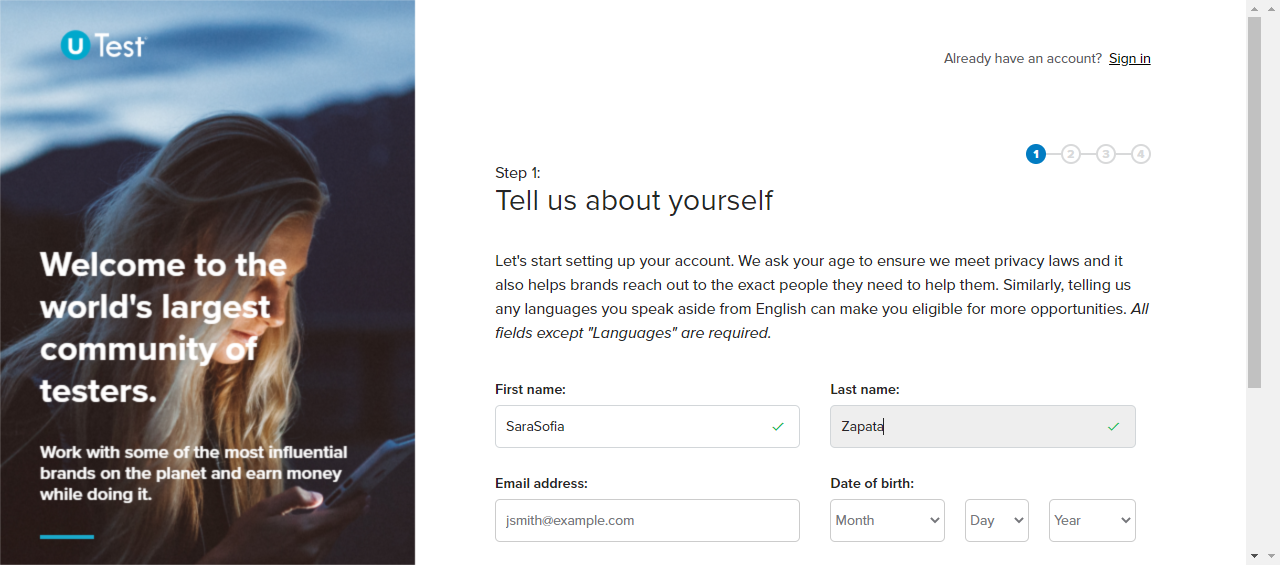 U Test
Already have an account? Sign in
1 2 3 4
Step 1:
Tell us about yourself
Welcome to the
world's largest
community of
testers.
Work with some of the most influential
brands on the planet and earn money
while doing it.
Let's start setting up your account. We ask your age to ensure we meet privacy laws and it
also helps brands reach out to the exact people they need to help them. Similarly, telling us
any languages you speak aside from English can make you eligible for more opportunities. All
fields except "Languages" are required.
First name: Last name:
SaraSofia Zapata
Email address: Date of birth:
jsmith@example.com Month Day Year